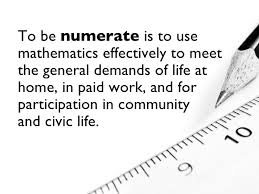 To be numerate is to use
mathematics effectively to meet
the general demands of life at
home, in paid work, and for
participation in community
and civic life.
9
10